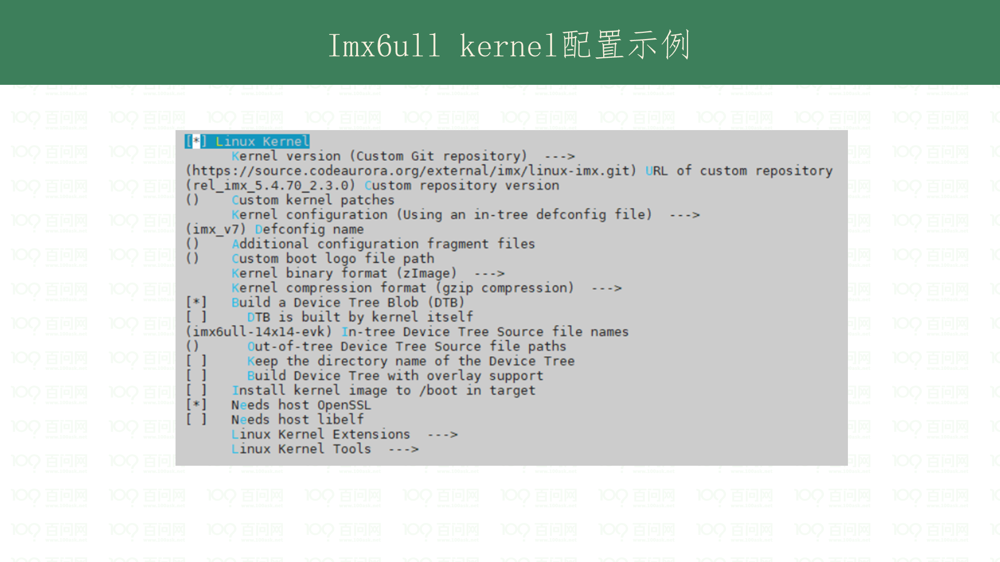 Imx6ull kernel配置示例
[*] Linux Kernel
Kernel version (Custom Git repository)  --->
(https://source.codeaurora.org/external/imx/linux-imx.git) URL of custom repository
(rel_imx_5.4.70_2.3.0) Custom repository version
()    Custom kernel patches
Kernel configuration (Using an in-tree defconfig file)  --->
(imx_v7) Defconfig name
()    Additional configuration fragment files
()    Custom boot logo file path
Kernel binary format (zImage)  --->
Kernel compression format (gzip compression)  --->
[*]   Build a Device Tree Blob (DTB)
[ ]     DTB is built by kernel itself
(imx6ull-14x14-evk) In-tree Device Tree Source file names
()      Out-of-tree Device Tree Source file paths
[ ]     Keep the directory name of the Device Tree
[ ]     Build Device Tree with overlay support
[ ]   Install kernel image to /boot in target
[*]   Needs host OpenSSL
[ ]   Needs host libelf
Linux Kernel Extensions  --->
Linux Kernel Tools  --->
百问网
www.100ask.net